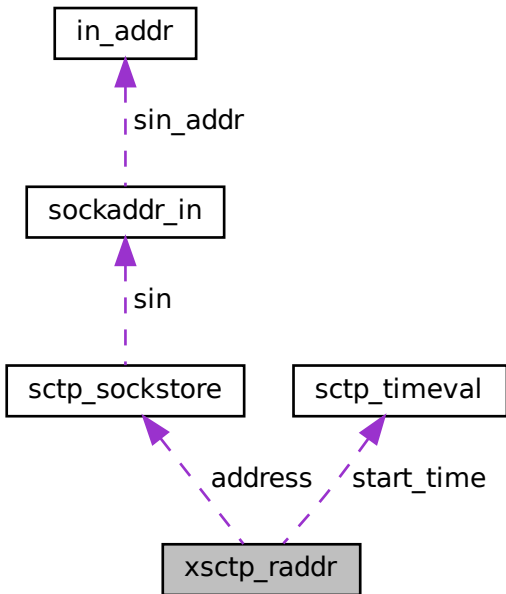 in_addr
sin_addr
sockaddr_in
sin
sctp_sockstore
sctp_timeval
address
start_time
xsctp_raddr